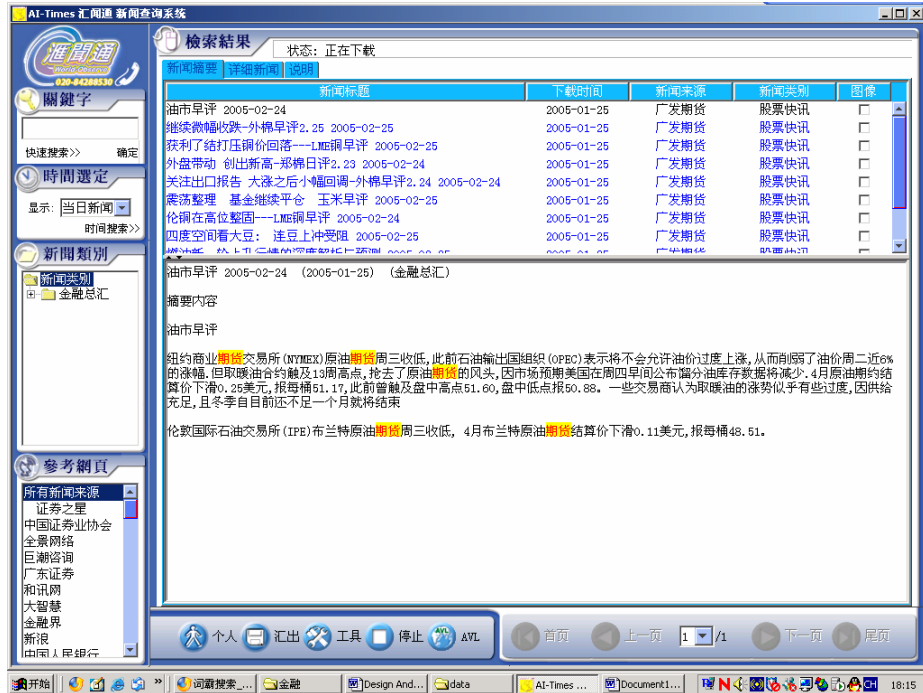 AI-Times 汇闻通 新闻查询系统
滙聞通
World Observer
020-84288530
檢索結果
状态: 正在下载
新闻摘要 详细新闻 说明
關鍵字
快速搜索>> 确定
時間選定
显示: 当日新闻
时间搜索>>
新聞類別
新闻类别
金融总汇
參考網頁
所有新闻来源
证券之星
中国证券业协会
全景网络
巨潮咨询
广东证券
和讯网
大智慧
金融界
新浪
中国人民银行
新闻标题 下载时间 新闻来源 新闻类别 图像
油市早评 2005-02-24 2005-01-25 广发期货 股票快讯
继续微幅收跌-外棉早评2.25 2005-02-25 2005-01-25 广发期货 股票快讯
获利了结打压铜价回落---LME铜早评 2005-02-25 2005-01-25 广发期货 股票快讯
外盘带动 创出新高-郑棉日评2.23 2005-02-24 2005-01-25 广发期货 股票快讯
关注出口报告 大涨之后小幅回调-外棉早评2.24 2005-02-24 2005-01-25 广发期货 股票快讯
震荡整理 基金继续平仓 玉米早评 2005-02-25 2005-01-25 广发期货 股票快讯
伦铜在高位整固---LME铜早评 2005-02-24 2005-01-25 广发期货 股票快讯
四度空间看大豆: 连豆上冲受阻 2005-02-25 2005-01-25 广发期货 股票快讯
油市早评 2005-02-24 (2005-01-25) (金融总汇)
摘要内容
油市早评
纽约商业期货交易所(NYMEX)原油期货周三收低,此前石油输出国组织(OPEC)表示将不会允许油价过度上涨,从而削弱了油价周二近6%
的涨幅.但取暖油合约触及13周高点,抢去了原油期货的风头,因市场预期美国在周四早间公布馏分油库存数据将减少.4月原油期约结
算价下滑0.25美元,报每桶51.17,此前曾触及盘中高点51.60,盘中低点报50.88。一些交易商认为取暖油的涨势似乎有些过度,因供给
充足,且冬季自目前还不足一个月就将结束
伦敦国际石油交易所(IPE)布兰特原油期货周三收低, 4月布兰特原油期货结算价下滑0.11美元,报每桶48.51。
个人 汇出 工具 停止 AVL 首页 上一页 1 /1 下一页 尾页
开始 词霸搜索_... 金融 Design And... data AI-Times ... Document1... CH 18:15